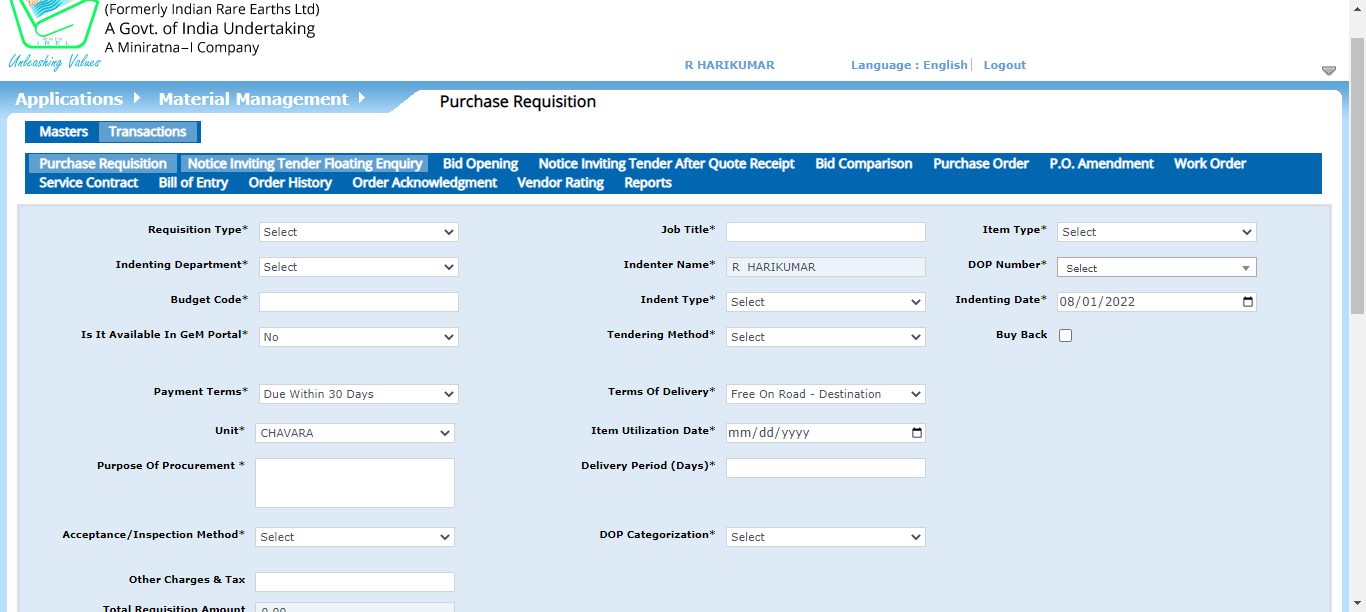 (Formerly Indian Rare Earths Ltd)
A Govt. of India Undertaking
A Miniratna–I Company
IREL
Unleashing Values
R HARIKUMAR Language : English Logout
Applications Material Management Purchase Requisition
Masters Transactions
Purchase Requisition Notice Inviting Tender Floating Enquiry Bid Opening Notice Inviting Tender After Quote Receipt Bid Comparison Purchase Order P.O. Amendment Work Order
Service Contract Bill of Entry Order History Order Acknowledgment Vendor Rating Reports
Requisition Type* Select Job Title* Item Type* Select
Indenting Department* Select Indenter Name* R HARIKUMAR DOP Number* Select
Budget Code* Indent Type* Select Indenting Date* 08/01/2022
Is It Available In GeM Portal* No Tendering Method* Select Buy Back
Payment Terms* Due Within 30 Days Terms Of Delivery* Free On Road - Destination
Unit* CHAVARA Item Utilization Date* mm/dd/yyyy
Purpose Of Procurement * Delivery Period (Days)*
Acceptance/Inspection Method* Select DOP Categorization* Select
Other Charges & Tax
Total Requisition Amount 0.00